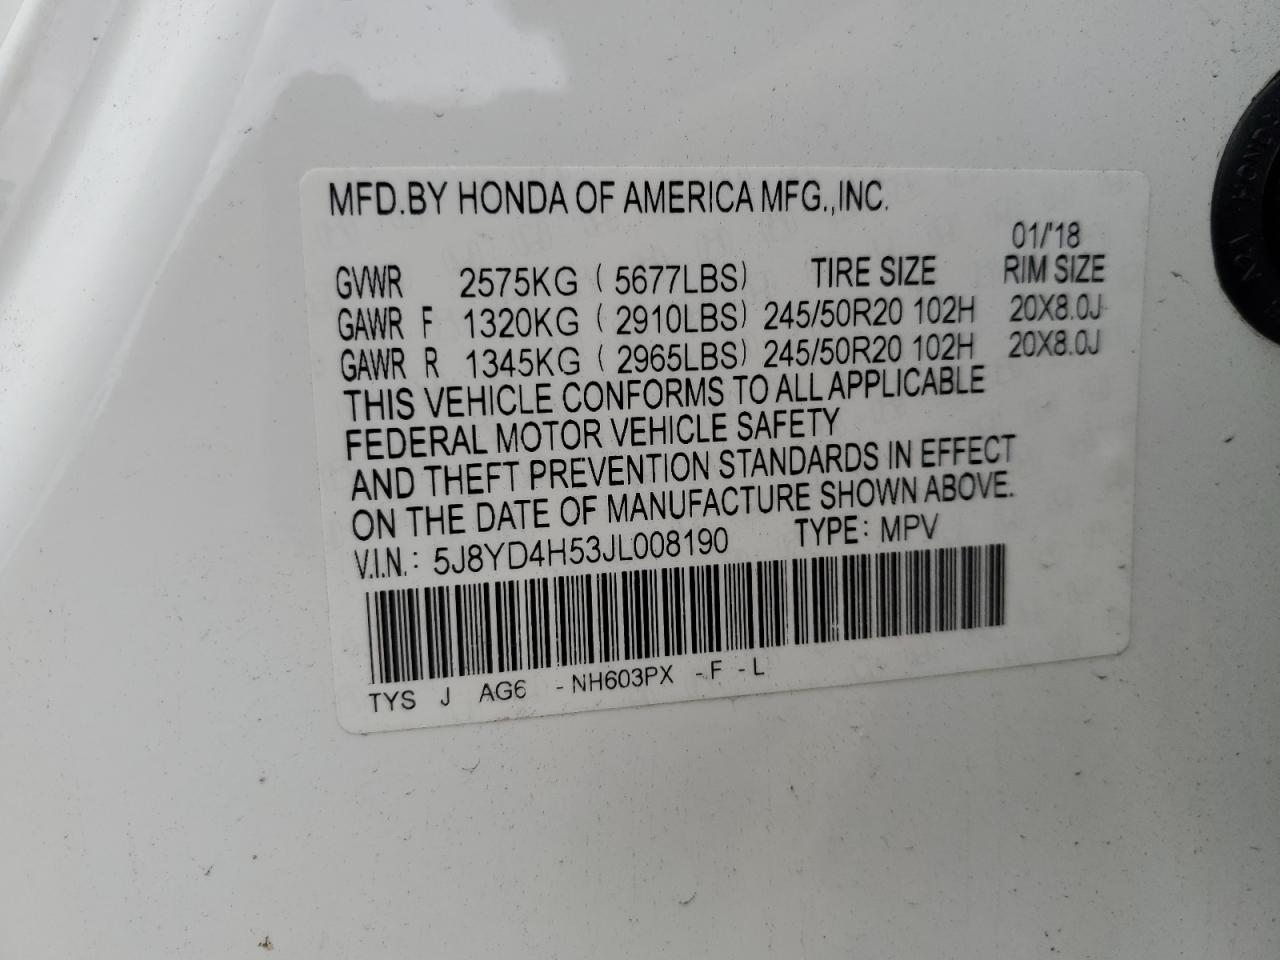 MFD.BY HONDA OF AMERICA MFG.,INC.
01/'18
GVWR 2575KG ( 5677LBS) TIRE SIZE RIM SIZE
GAWR F 1320KG ( 2910LBS) 245/50R20 102H 20X8.0J
GAWR R 1345KG ( 2965LBS) 245/50R20 102H 20X8.0J
THIS VEHICLE CONFORMS TO ALL APPLICABLE
FEDERAL MOTOR VEHICLE SAFETY
AND THEFT PREVENTION STANDARDS IN EFFECT
ON THE DATE OF MANUFACTURE SHOWN ABOVE.
V.I.N.: 5J8YD4H53JL008190 TYPE: MPV
TYS J AG6 -NH603PX -F -L